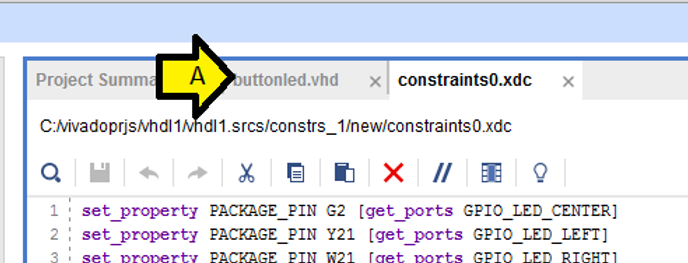 Project Summa A buttonled.vhd × constraints0.xdc ×
C:/vivadoprjs/vhdl1/vhdl1.srcs/constrs_1/new/constraints0.xdc
1 set_property PACKAGE_PIN G2 [get_ports GPIO_LED_CENTER]
2 set_property PACKAGE_PIN Y21 [get_ports GPIO_LED_LEFT]
3 set_property PACKAGE_PIN W21 [get_ports GPIO_LED_RIGHT]